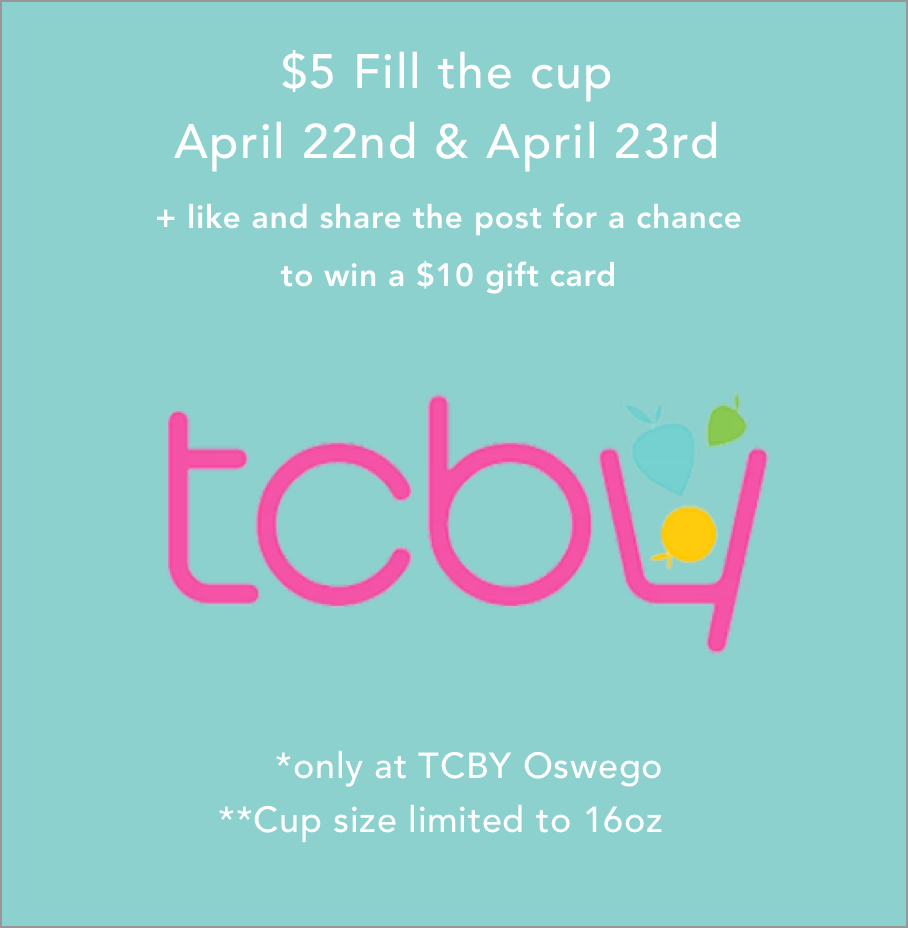 $5 Fill the cup
April 22nd & April 23rd
+ like and share the post for a chance
to win a $10 gift card
tcby
*only at TCBY Oswego
**Cup size limited to 16oz